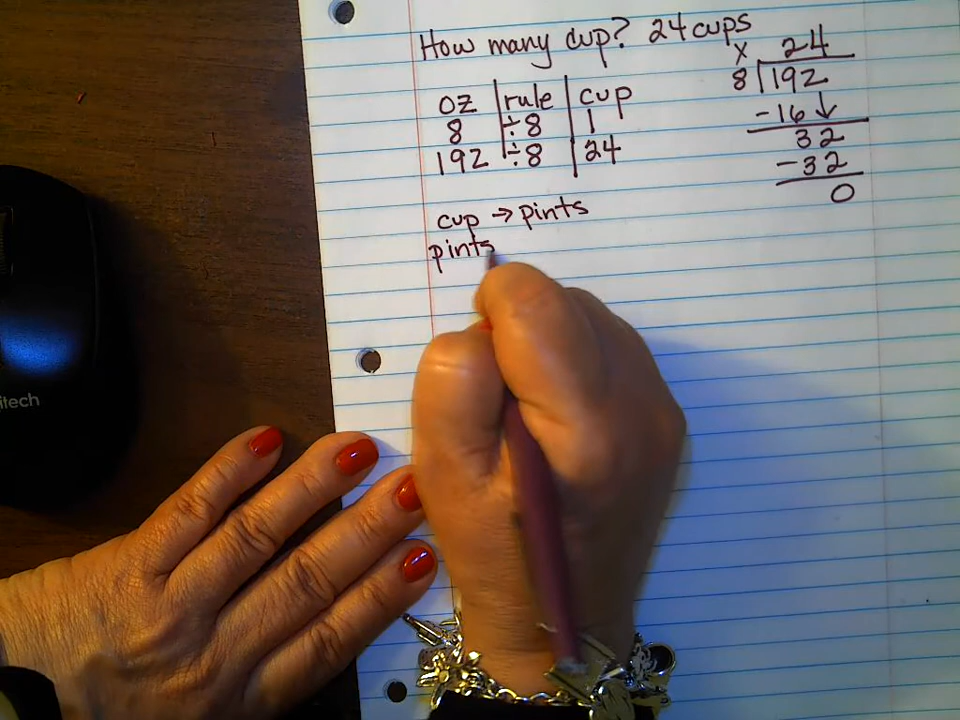 How many cup? 24 cups
oz | rule | cup
8 | ÷8 | 1
192 | ÷8 | 24
x 24
8 192
-16 ↓
32
-32
0
cup → pints
pints
itech